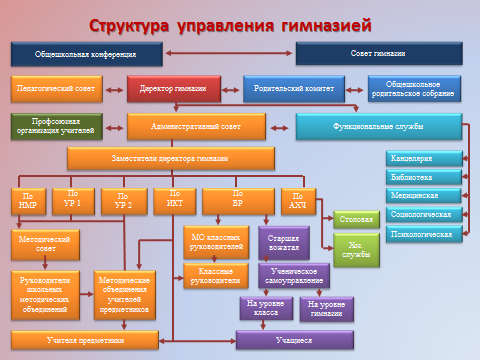 Структура управления гимназией
Общешкольная конференция
Совет гимназии
Педагогический совет
Директор гимназии
Родительский комитет
Общешкольное
родительское собрание
Профсоюзная
организация учителей
Административный совет
Функциональные службы
Заместители директора гимназии
Канцелярия
Библиотека
Медицинская
Социологическая
Психологическая
По
НМР
По
УР 1
По
УР 2
По
ИКТ
По
ВР
По
АХЧ
Столовая
Хоз.
службы
Методический
совет
МО классных
руководителей
Старшая
вожатая
Руководители
школьных
методических
объединений
Методические
объединения
учителей
предметников
Классные
руководители
Ученическое
самоуправление
На уровне
класса
На уровне
гимназии
Учителя предметники
Учащиеся